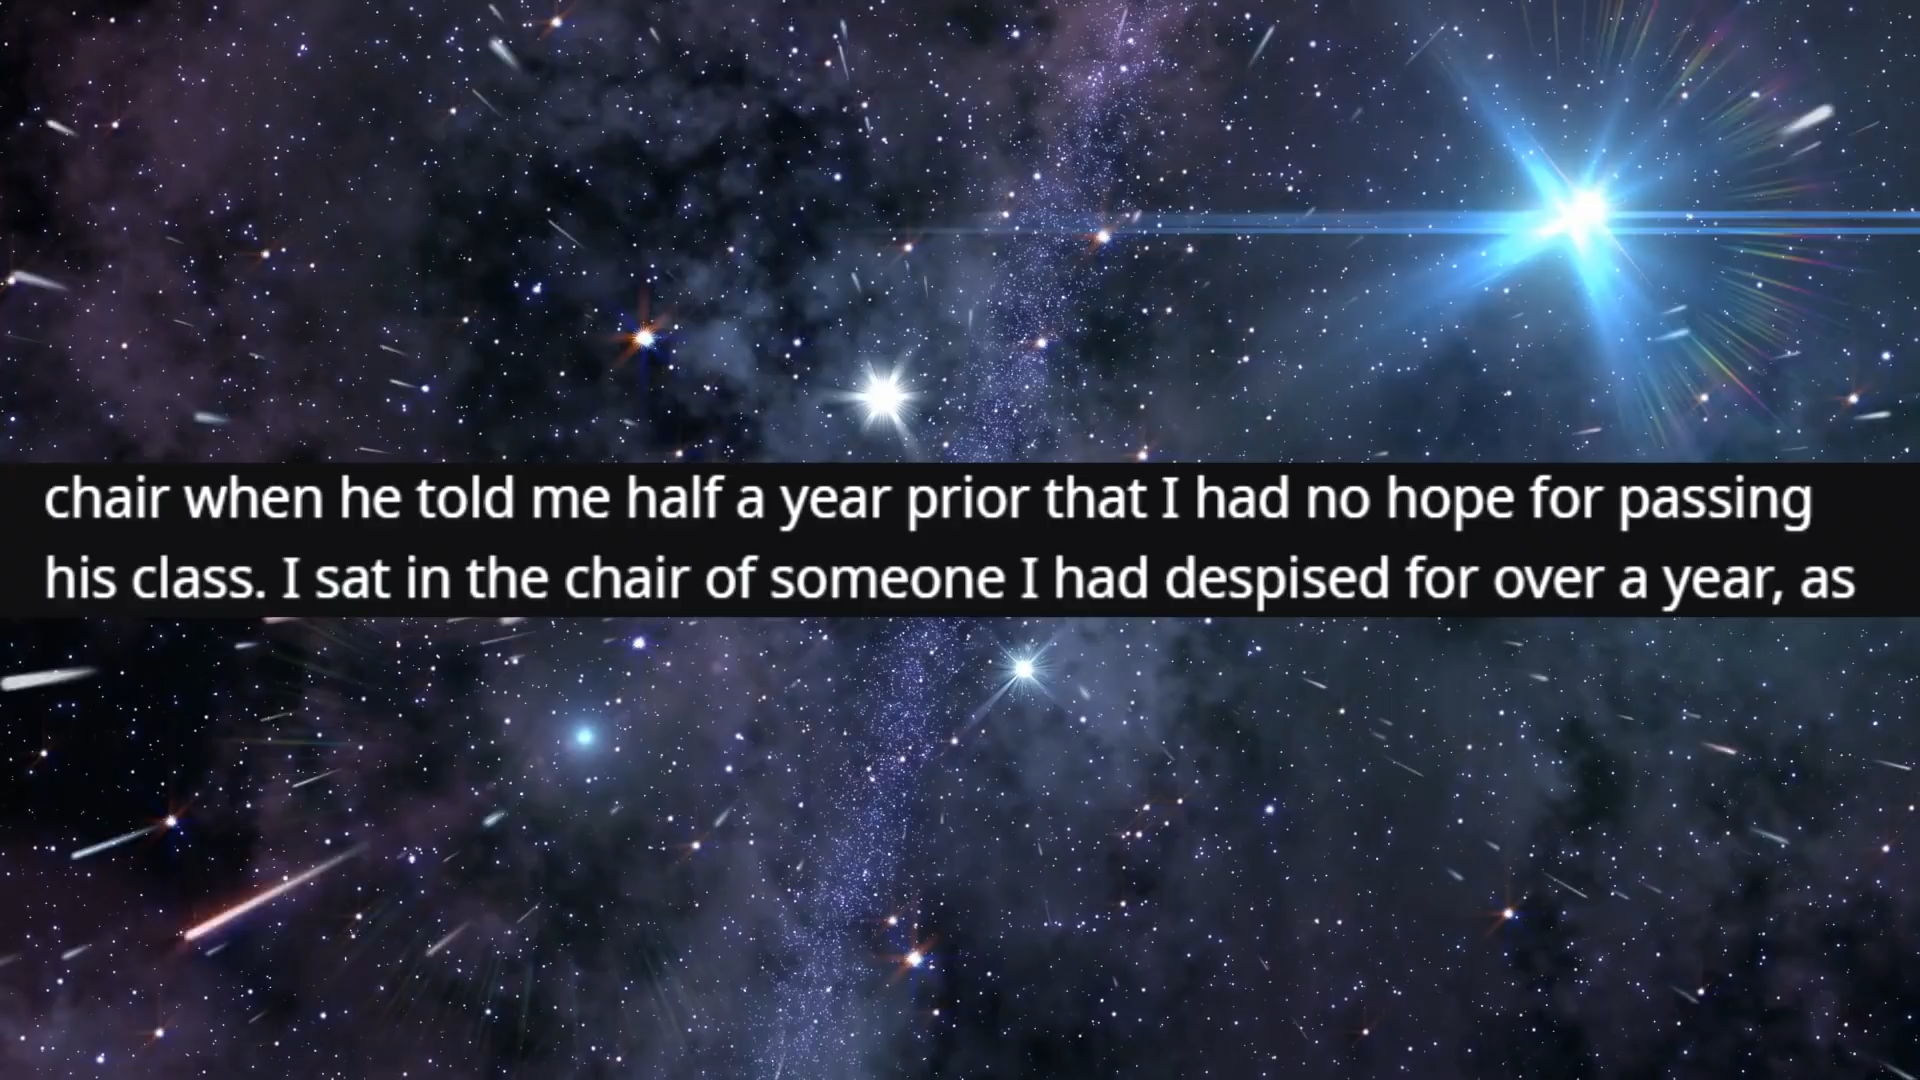 chair when he told me half a year prior that I had no hope for passing
his class. I sat in the chair of someone I had despised for over a year, as